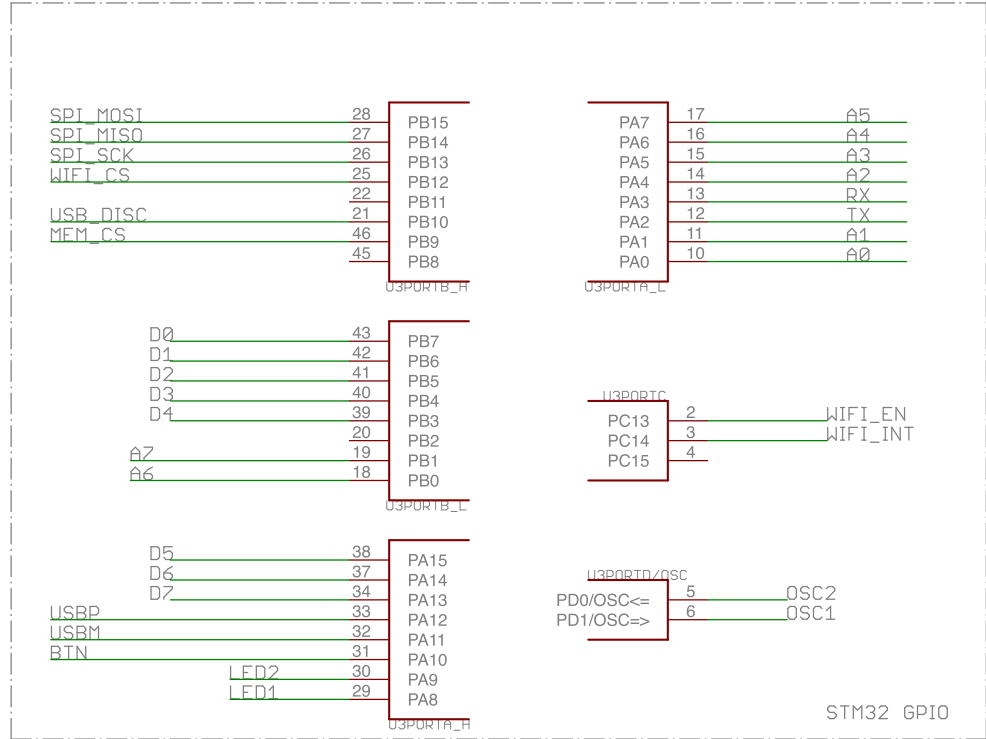 SPI_MOSI 28 PB15
SPI_MISO 27 PB14
SPI_SCK 26 PB13
WIFI_CS 25 PB12
22 PB11
USB_DISC 21 PB10
MEM_CS 46 PB9
45 PB8
U3PORTB_H
PA7 17 A5
PA6 16 A4
PA5 15 A3
PA4 14 A2
PA3 13 RX
PA2 12 TX
PA1 11 A1
PA0 10 A0
U3PORTA_L
D0 43 PB7
D1 42 PB6
D2 41 PB5
D3 40 PB4
D4 39 PB3
20 PB2
A7 19 PB1
A6 18 PB0
U3PORTB_L
U3PORTC
PC13 2 WIFI_EN
PC14 3 WIFI_INT
PC15 4
D5 38 PA15
D6 37 PA14
D7 34 PA13
USBP 33 PA12
USBM 32 PA11
BTN 31 PA10
LED2 30 PA9
LED1 29 PA8
U3PORTA_H
U3PORTD/OSC
PD0/OSC<= 5 OSC2
PD1/OSC=> 6 OSC1
STM32 GPIO